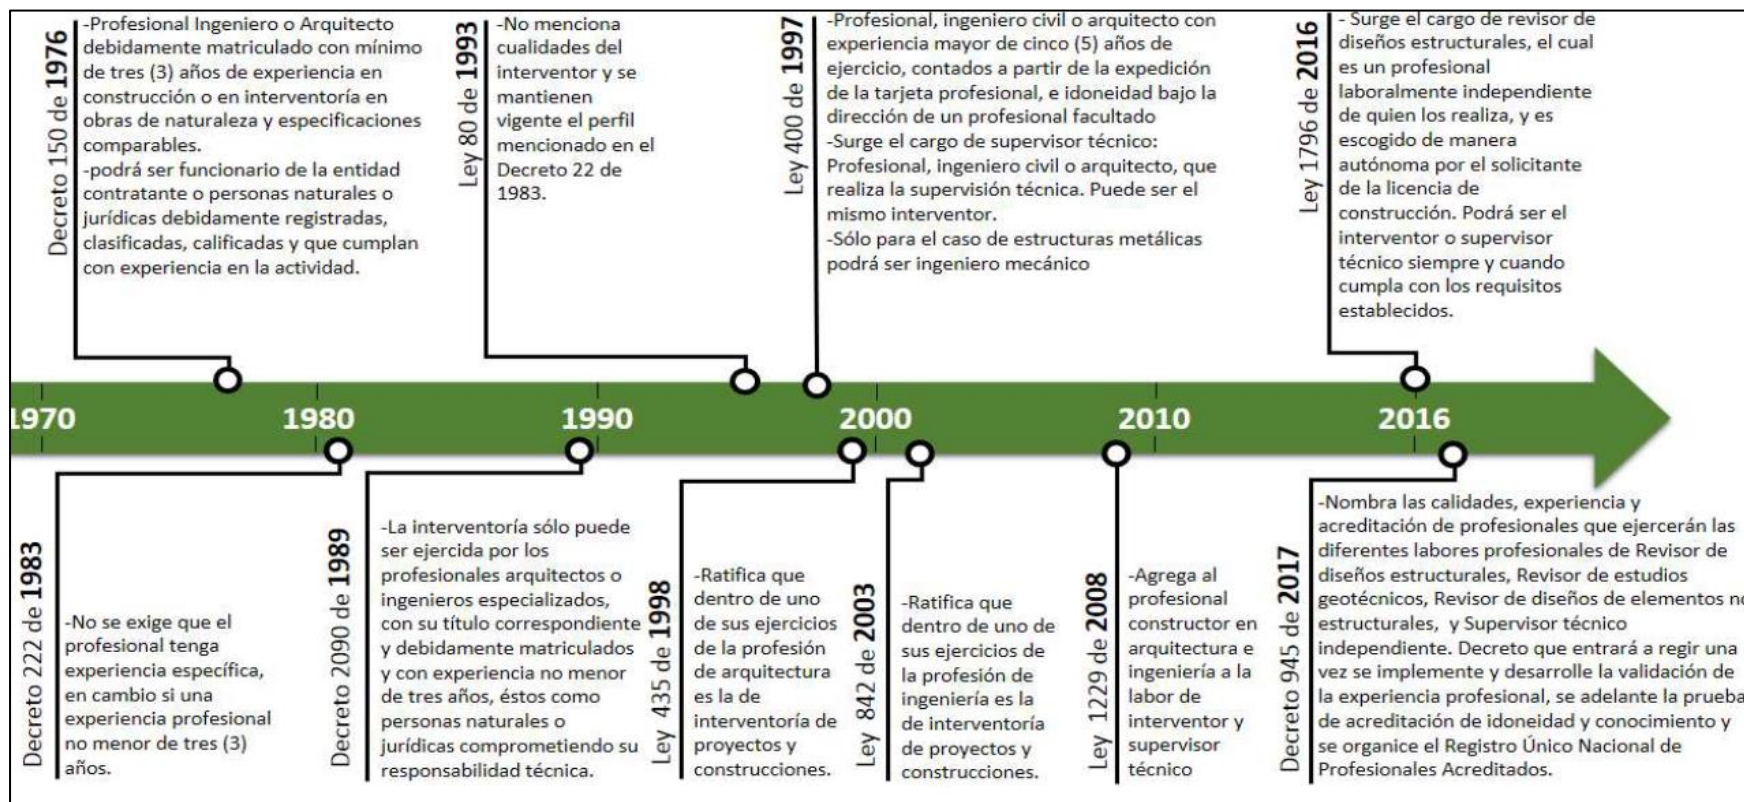 Decreto 150 de 1976
-Profesional Ingeniero o Arquitecto
debidamente matriculado con mínimo
de tres (3) años de experiencia en
construcción o en interventoría en
obras de naturaleza y especificaciones
comparables.
-podrá ser funcionario de la entidad
contratante o personas naturales o
jurídicas debidamente registradas,
clasificadas, calificadas y que cumplan
con experiencia en la actividad.
Ley 80 de 1993
-No menciona
cualidades del
interventor y se
mantienen
vigente el perfil
mencionado en el
Decreto 22 de
1983.
Ley 400 de 1997
-Profesional, ingeniero civil o arquitecto con
experiencia mayor de cinco (5) años de
ejercicio, contados a partir de la expedición
de la tarjeta profesional, e idoneidad bajo la
dirección de un profesional facultado
-Surge el cargo de supervisor técnico:
Profesional, ingeniero civil o arquitecto, que
realiza la supervisión técnica. Puede ser el
mismo interventor.
-Sólo para el caso de estructuras metálicas
podrá ser ingeniero mecánico
Ley 1796 de 2016
- Surge el cargo de revisor de
diseños estructurales, el cual
es un profesional
laboralmente independiente
de quien los realiza, y es
escogido de manera
autónoma por el solicitante
de la licencia de
construcción. Podrá ser el
interventor o supervisor
técnico siempre y cuando
cumpla con los requisitos
establecidos.
1970 1980 1990 2000 2010 2016
Decreto 222 de 1983
-No se exige que el
profesional tenga
experiencia específica,
en cambio si una
experiencia profesional
no menor de tres (3)
años.
Decreto 2090 de 1989
-La interventoría sólo puede
ser ejercida por los
profesionales arquitectos o
ingenieros especializados,
con su título correspondiente
y debidamente matriculados
y con experiencia no menor
de tres años, éstos como
personas naturales o
jurídicas comprometiendo su
responsabilidad técnica.
Ley 435 de 1998
-Ratifica que
dentro de uno
de sus ejercicios
de la profesión
de arquitectura
es la de
interventoría de
proyectos y
construcciones.
Ley 842 de 2003
-Ratifica que
dentro de uno de
sus ejercicios de
la profesión de
ingeniería es la
de interventoría
de proyectos y
construcciones.
Ley 1229 de 2008
-Agrega al
profesional
constructor en
arquitectura e
ingeniería a la
labor de
interventor y
supervisor
técnico
Decreto 945 de 2017
-Nombra las calidades, experiencia y
acreditación de profesionales que ejercerán las
diferentes labores profesionales de Revisor de
diseños estructurales, Revisor de estudios
geotécnicos, Revisor de diseños de elementos no
estructurales, y Supervisor técnico
independiente. Decreto que entrará a regir una
vez se implemente y desarrolle la validación de
la experiencia profesional, se adelante la prueba
de acreditación de idoneidad y conocimiento y
se organice el Registro Único Nacional de
Profesionales Acreditados.